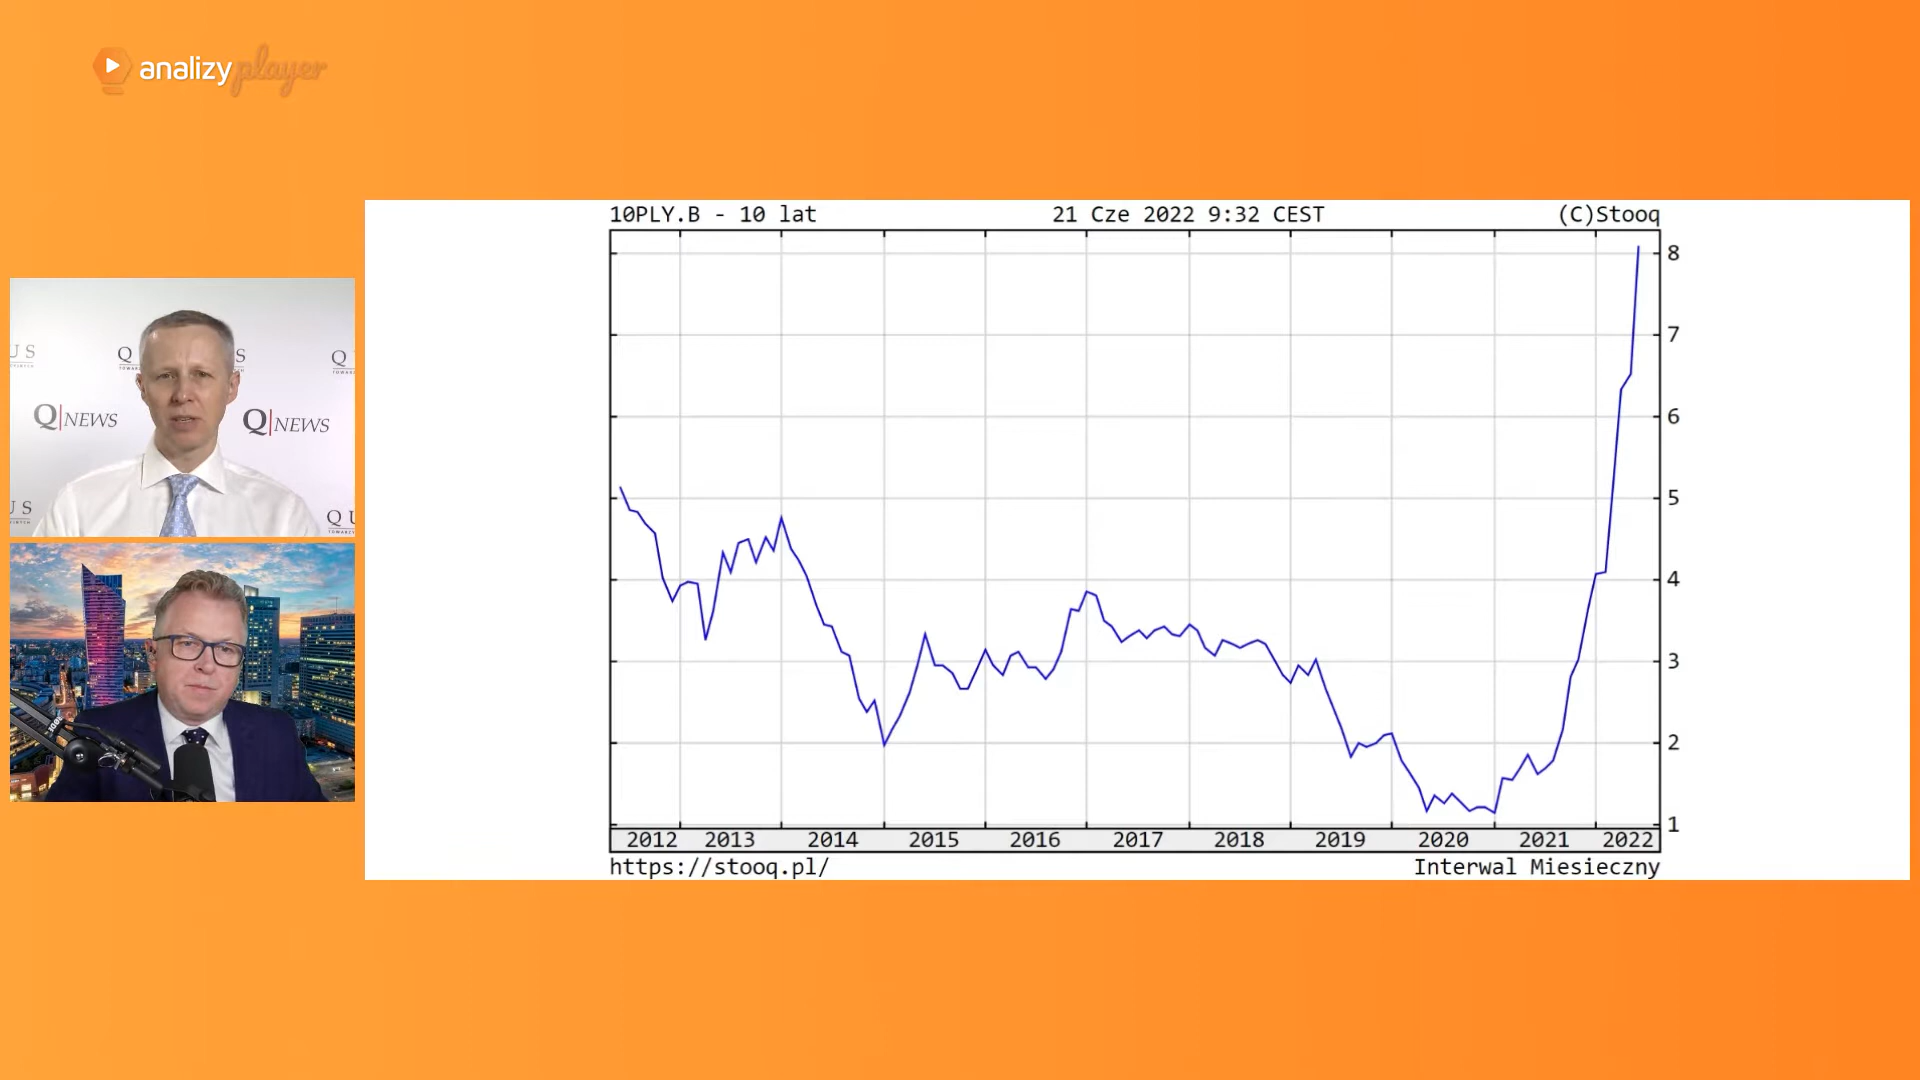 analizy player
10PLY.B - 10 lat 21 Cze 2022 9:32 CEST (C)Stooq
8
7
6
5
4
3
2
1
2012 2013 2014 2015 2016 2017 2018 2019 2020 2021 2022
https://stooq.pl/ Interwal Miesieczny
U S Q S Q
Q|NEWS Q|NEWS
U S Q U
RODE